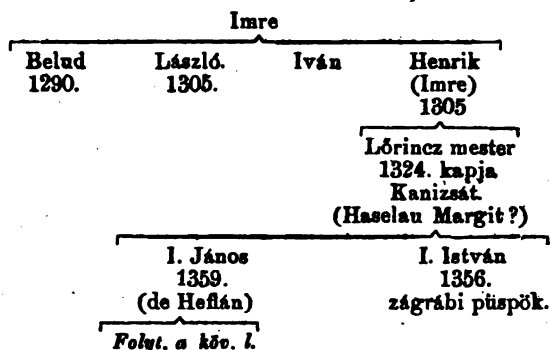 Imre
Belud László. Iván Henrik
1290. 1305. (Imre)
1305
Lőrincz mester
1324. kapja
Kanizsát.
(Haselau Margit?)
I. János I. István
1359. 1356.
(de Heflán) zágrábi püspök.
Folyt. a köv. l.